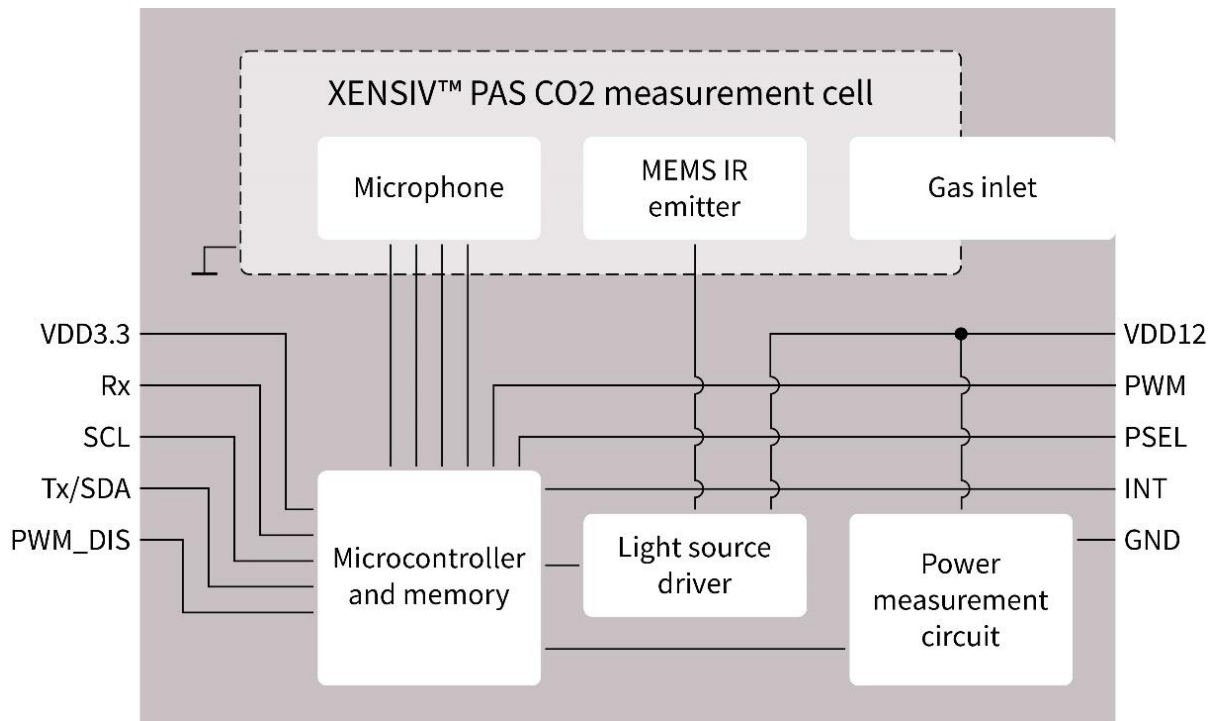 XENSIV™ PAS CO2 measurement cell
Microphone
MEMS IR
emitter
Gas inlet
VDD3.3
Rx
SCL
Tx/SDA
PWM_DIS
VDD12
PWM
PSEL
INT
GND
Microcontroller
and memory
Light source
driver
Power
measurement
circuit